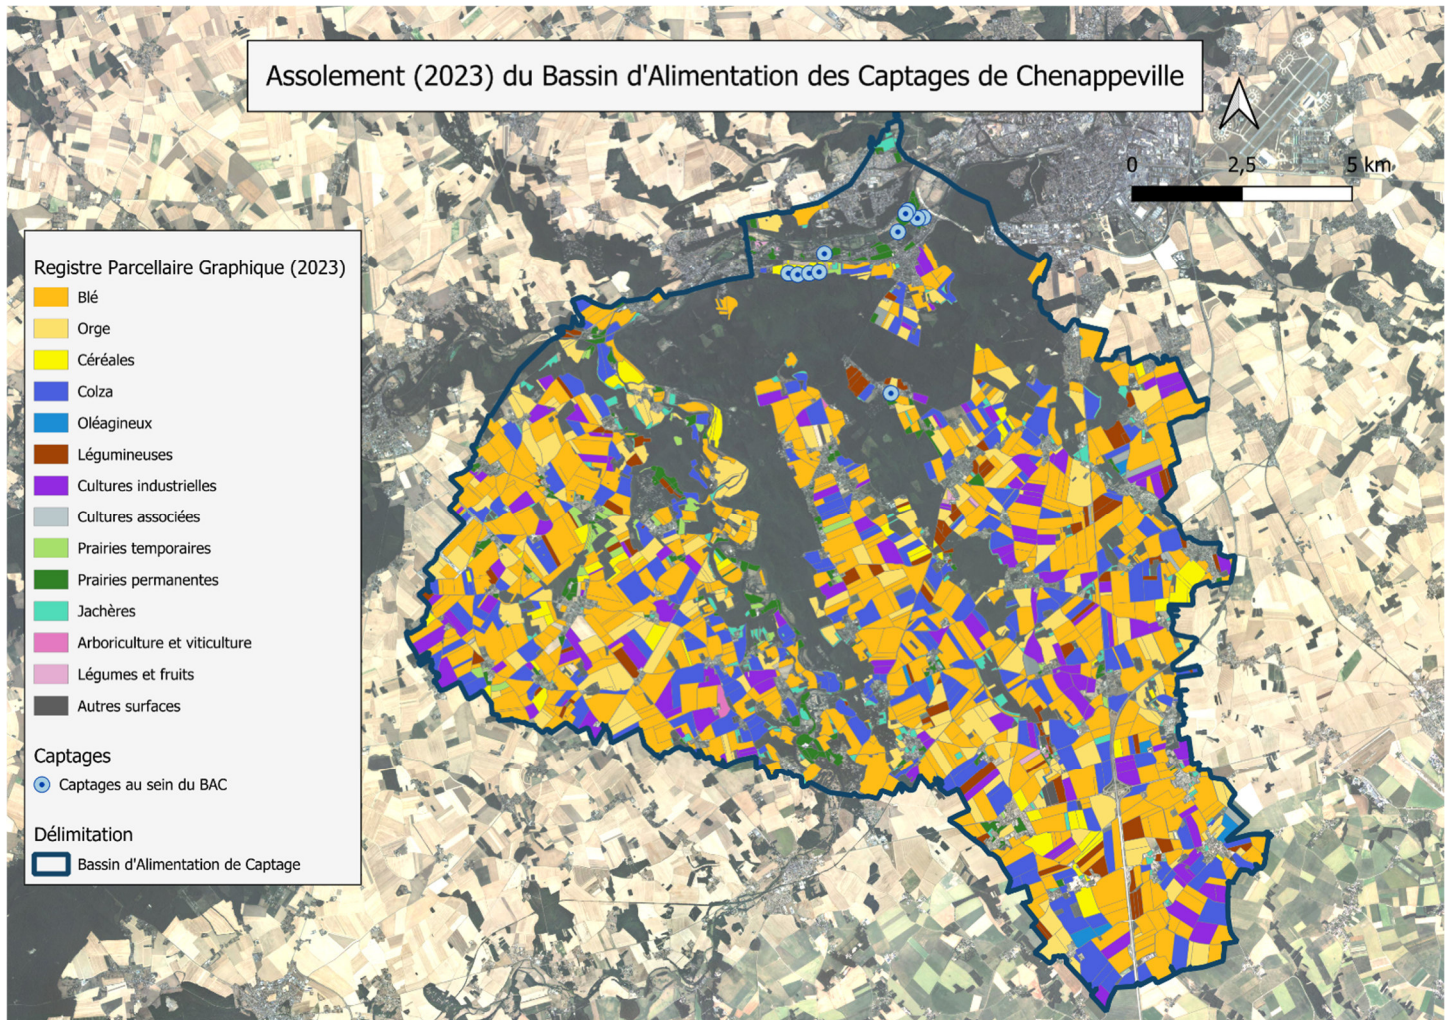 Assolement (2023) du Bassin d'Alimentation des Captages de Chenappeville
0 2,5 5 km
Registre Parcellaire Graphique (2023)
Blé
Orge
Céréales
Colza
Oléagineux
Légumineuses
Cultures industrielles
Cultures associées
Prairies temporaires
Prairies permanentes
Jachères
Arboriculture et viticulture
Légumes et fruits
Autres surfaces
Captages
Captages au sein du BAC
Délimitation
Bassin d'Alimentation de Captage